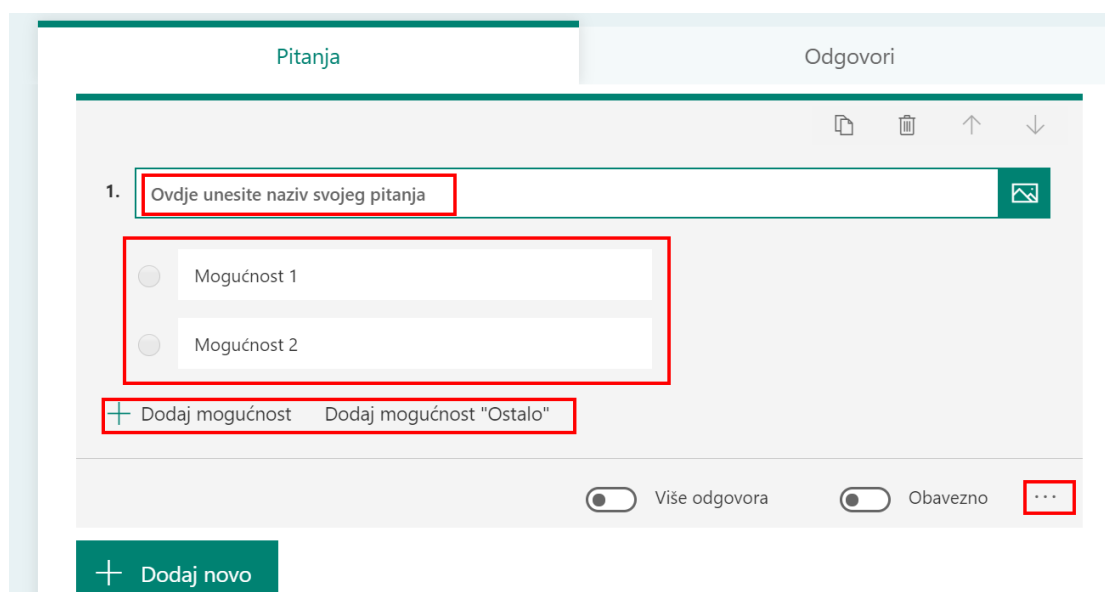 Pitanja Odgovori
1. Ovdje unesite naziv svojeg pitanja
Mogućnost 1
Mogućnost 2
Dodaj mogućnost Dodaj mogućnost "Ostalo"
Više odgovora Obavezno ...
Dodaj novo